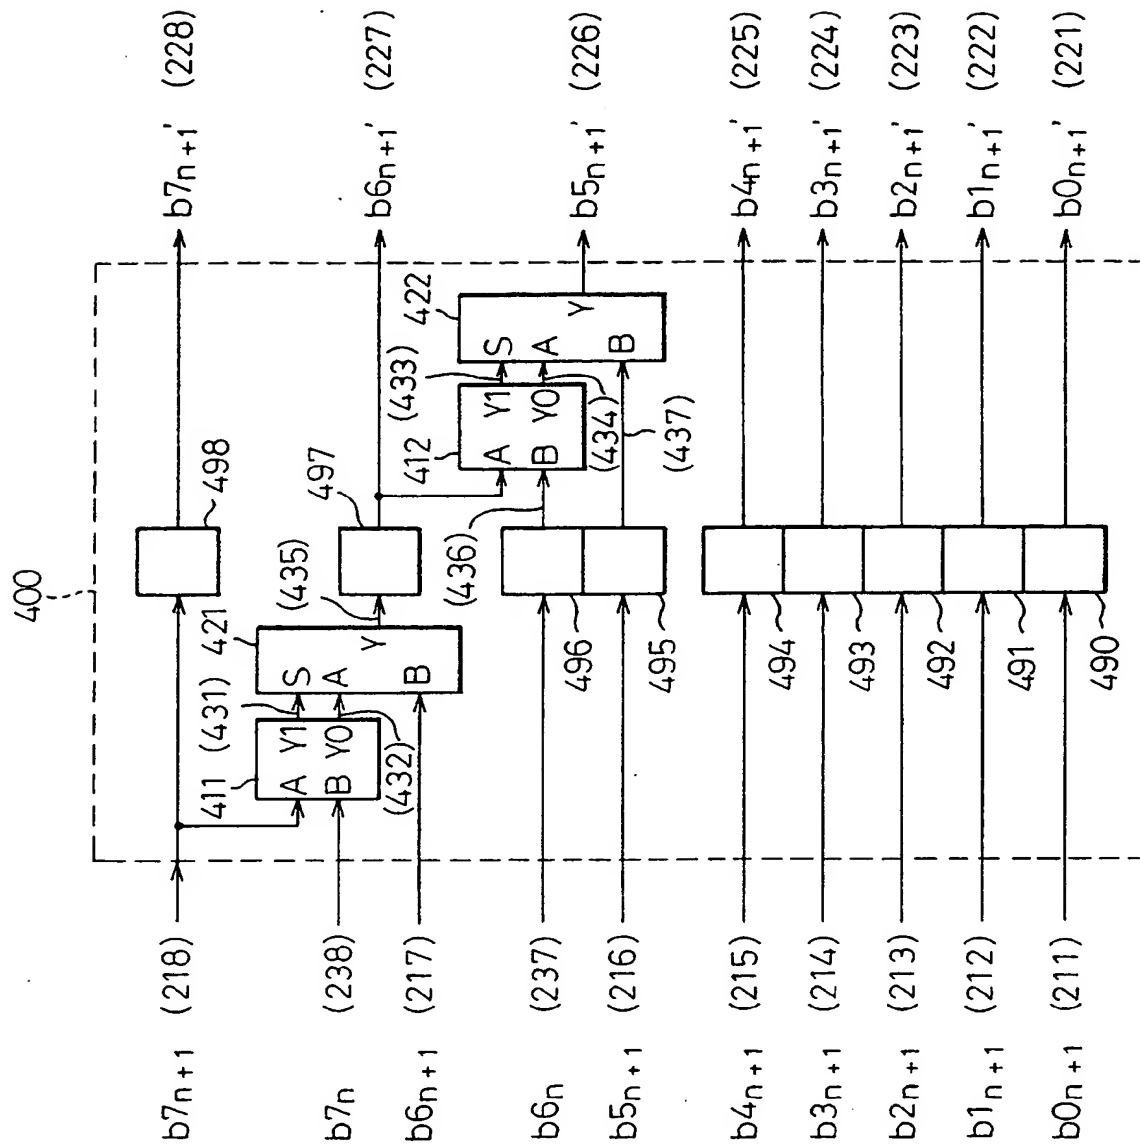 400
b7n+1 (218)
498
b7n+1' (228)
411
A Y1
B Y0
(431)
(432)
421
S
A
Y
B
(435)
497
b6n+1' (227)
b7n (238)
b6n+1 (217)
(436)
412
A Y1
B Y0
(433)
(434)
(437)
422
S
A
Y
B
b5n+1' (226)
b6n (237)
496
b5n+1 (216)
495
b4n+1 (215)
494
b4n+1' (225)
b3n+1 (214)
493
b3n+1' (224)
b2n+1 (213)
492
b2n+1' (223)
b1n+1 (212)
491
b1n+1' (222)
b0n+1 (211)
490
b0n+1' (221)